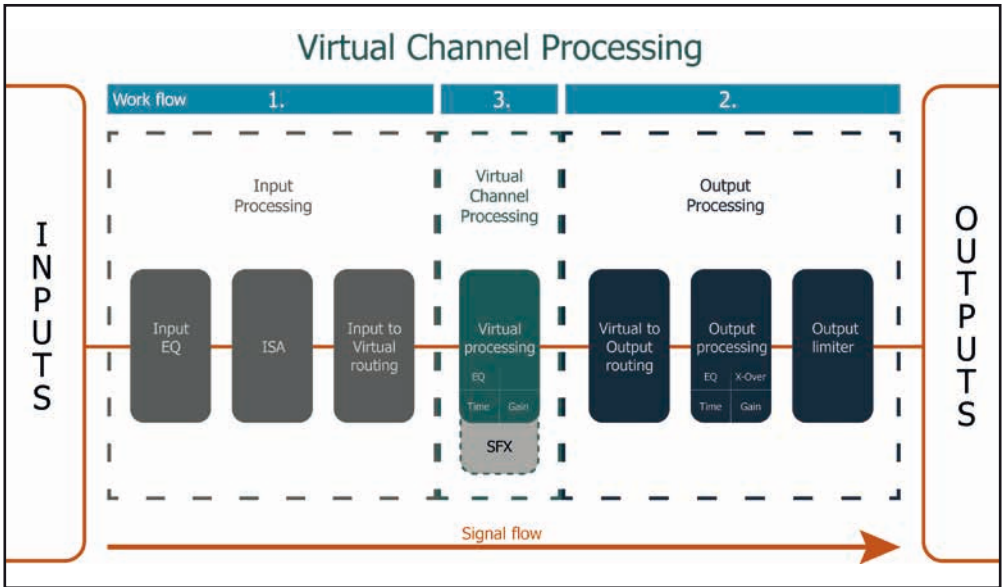 Virtual Channel Processing
Work flow 1. 3. 2.
INPUTS
Input
Processing
Virtual
Channel
Processing
Output
Processing
OUTPUTS
Input
EQ
ISA
Input to
Virtual
routing
Virtual
processing
EQ
Time Gain
SFX
Virtual to
Output
routing
Output
processing
EQ X-Over
Time Gain
Output
limiter
Signal flow